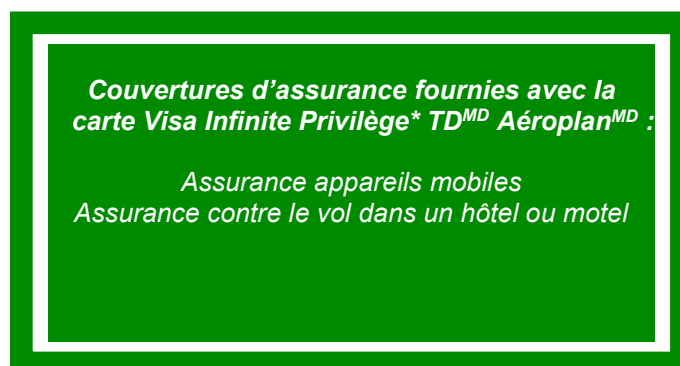 Couvertures d’assurance fournies avec la
carte Visa Infinite Privilège* TDMD AéroplanMD :
Assurance appareils mobiles
Assurance contre le vol dans un hôtel ou motel